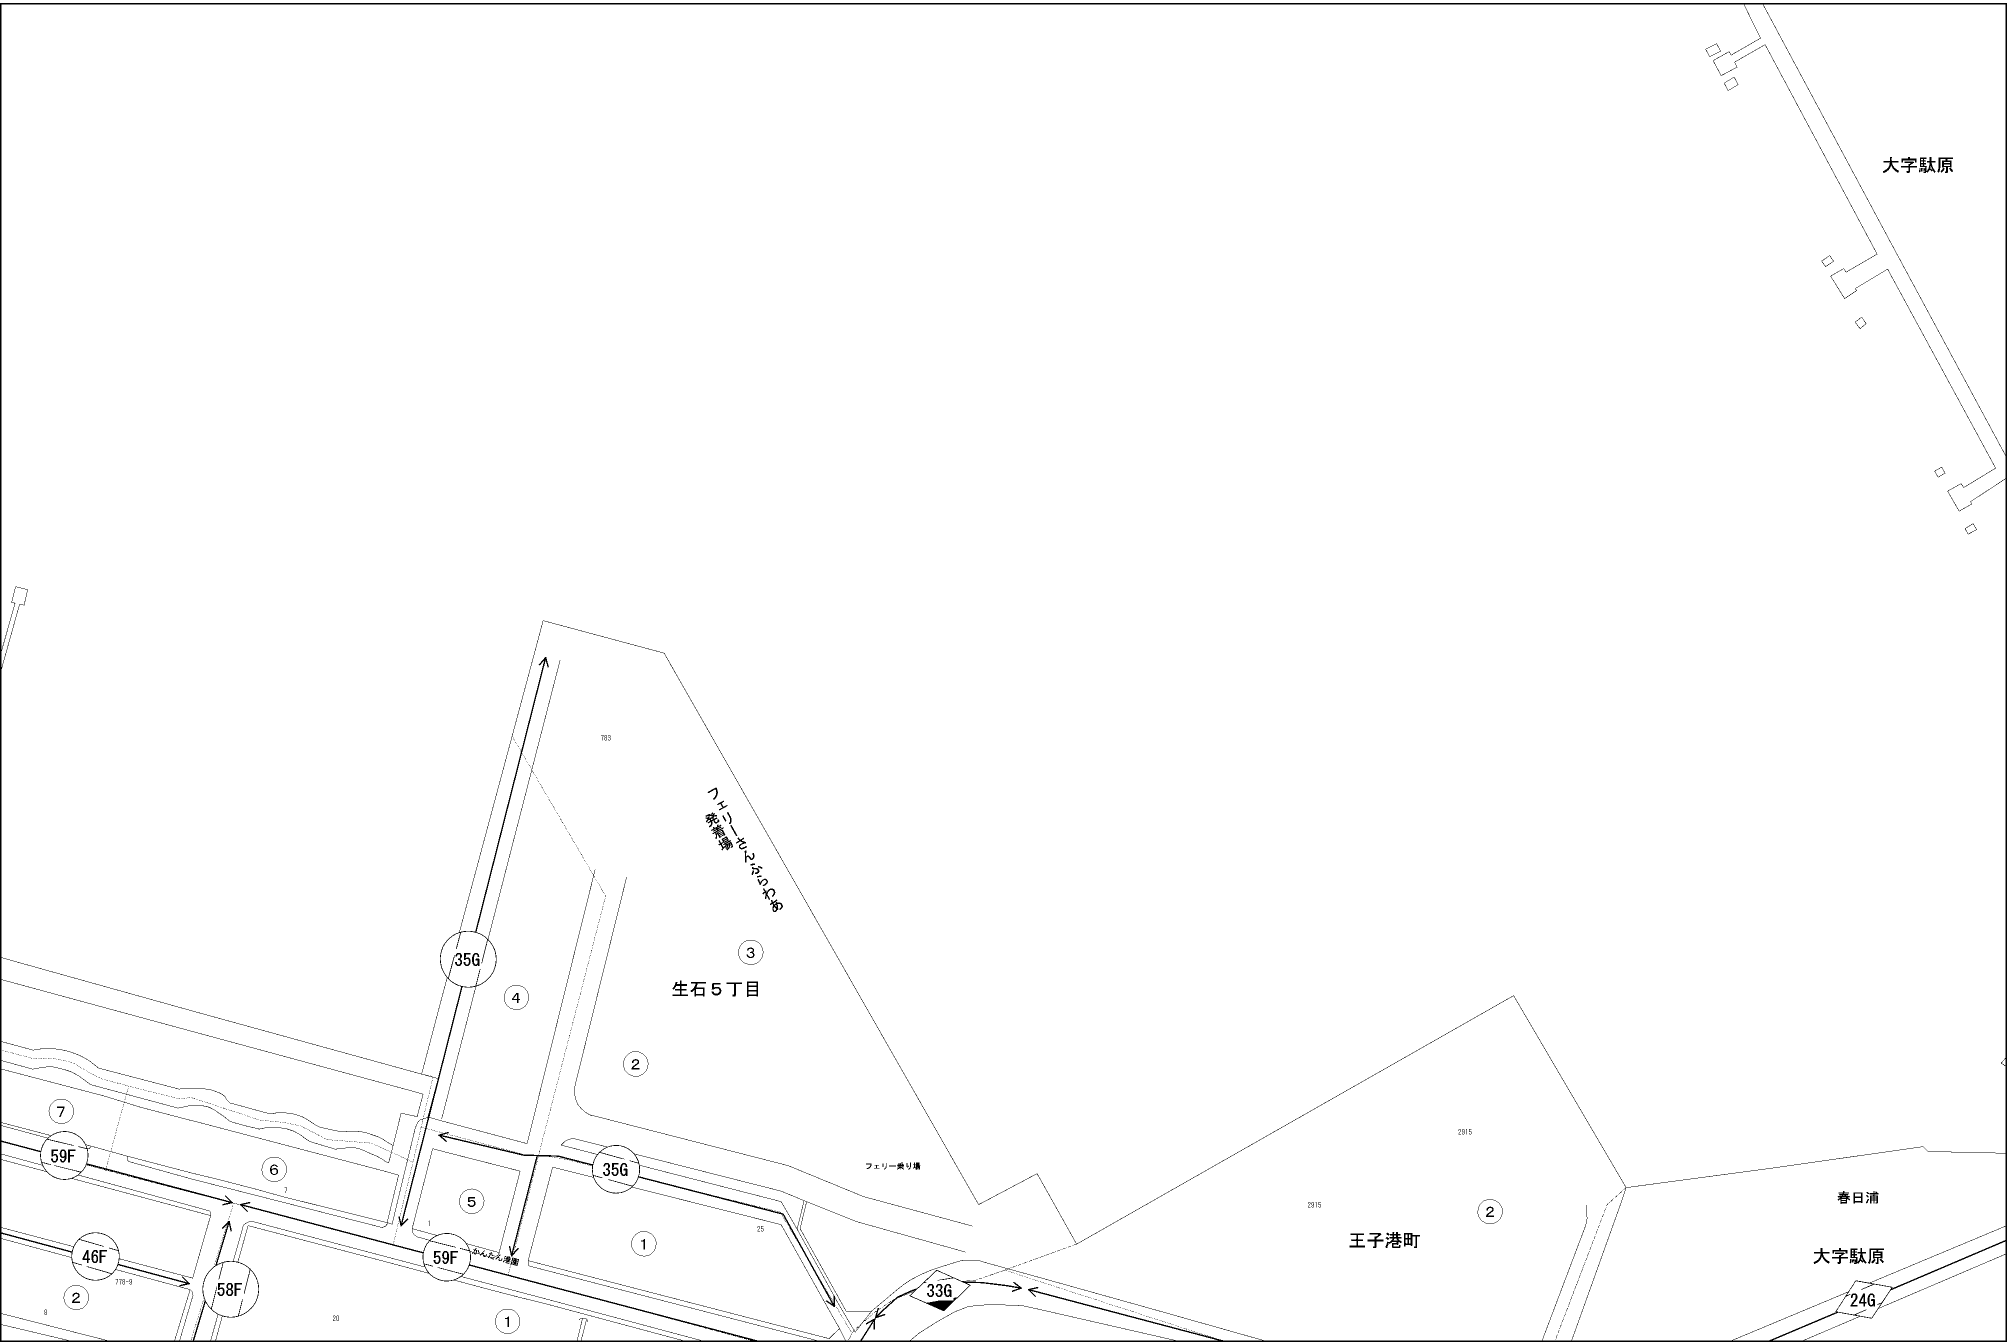 大字駄原
783
フェリーさんふらわあ
発着場
35G
④
③
生石５丁目
②
⑦
59F
⑥
7
35G
フェリー乗り場
⑤
1
25
①
59F
かんたん港園
46F
778-9
58F
②
8
20
①
33G
2915
2915
②
王子港町
春日浦
大字駄原
24G